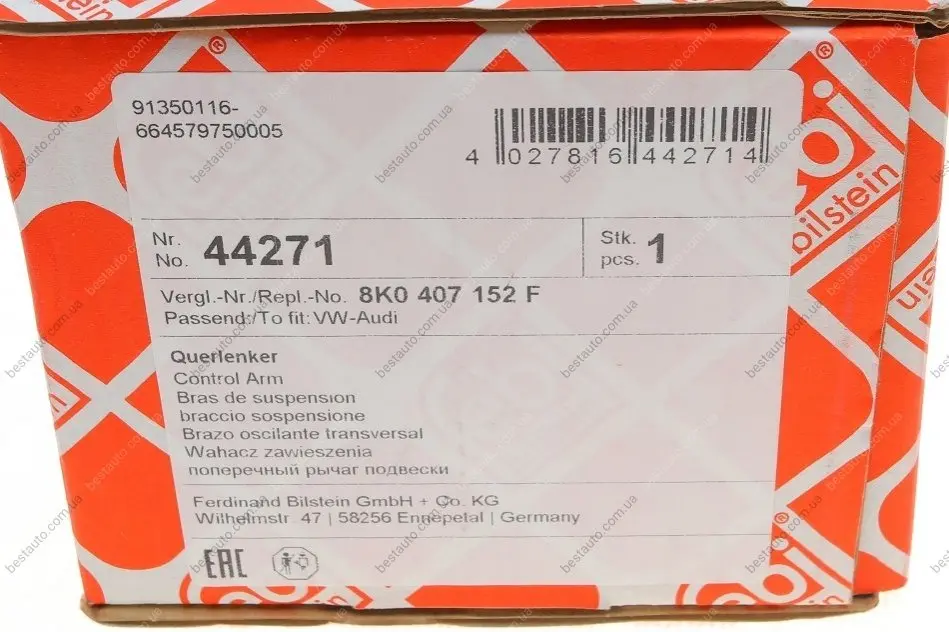 91350116-
664579750005
4 027816 442714
Nr.
No. 44271
Stk.
pcs. 1
Vergl.-Nr./Repl.-No. 8K0 407 152 F
Passend:/To fit: VW-Audi
Querlenker
Control Arm
Bras de suspension
braccio sospensione
Brazo oscilante transversal
Wahacz zawieszenia
поперечный рычаг подвески
Ferdinand Bilstein GmbH + Co. KG
Wilhelmstr. 47 | 58256 Ennepetal | Germany
EAC
febi
bilstein
bestauto.com.ua